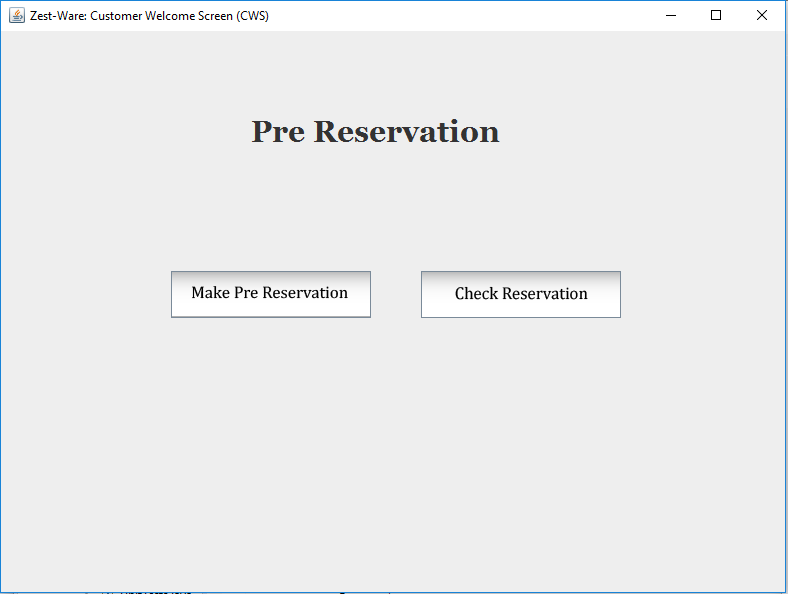 Zest-Ware: Customer Welcome Screen (CWS)
Pre Reservation
Make Pre Reservation
Check Reservation